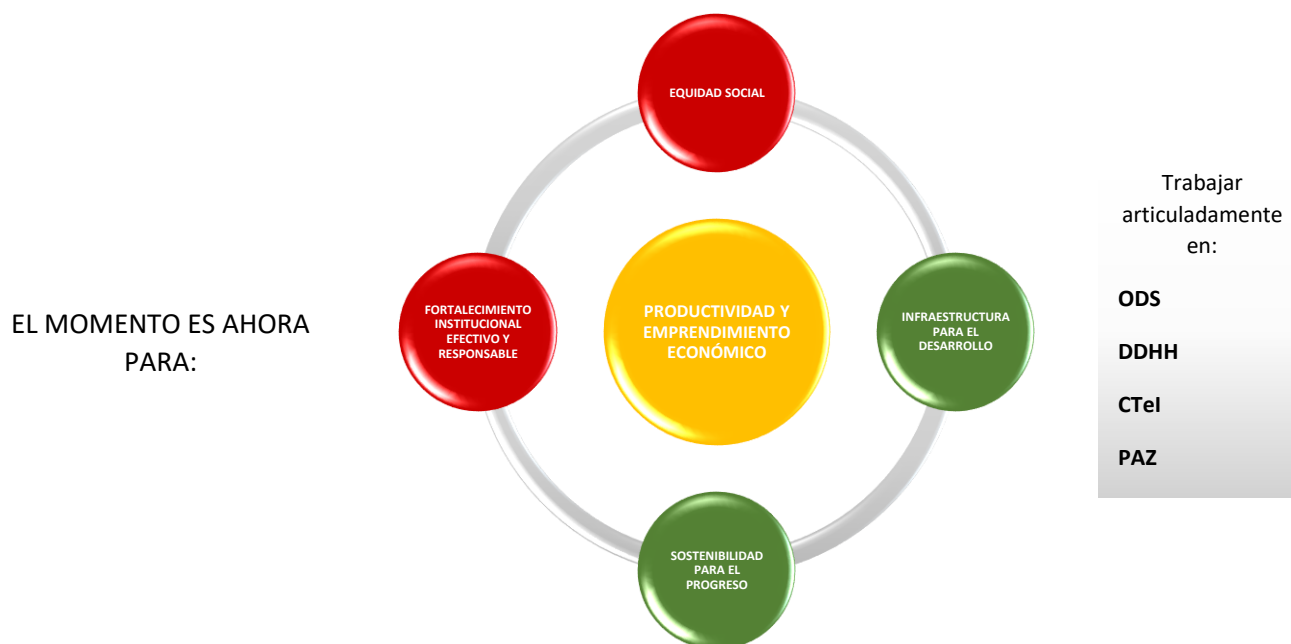 EL MOMENTO ES AHORA
PARA:
EQUIDAD SOCIAL
FORTALECIMIENTO
INSTITUCIONAL
EFECTIVO Y
RESPONSABLE
PRODUCTIVIDAD Y
EMPRENDIMIENTO
ECONÓMICO
INFRAESTRUCTURA
PARA EL
DESARROLLO
SOSTENIBILIDAD
PARA EL
PROGRESO
Trabajar
articuladamente
en:
ODS
DDHH
CTeI
PAZ